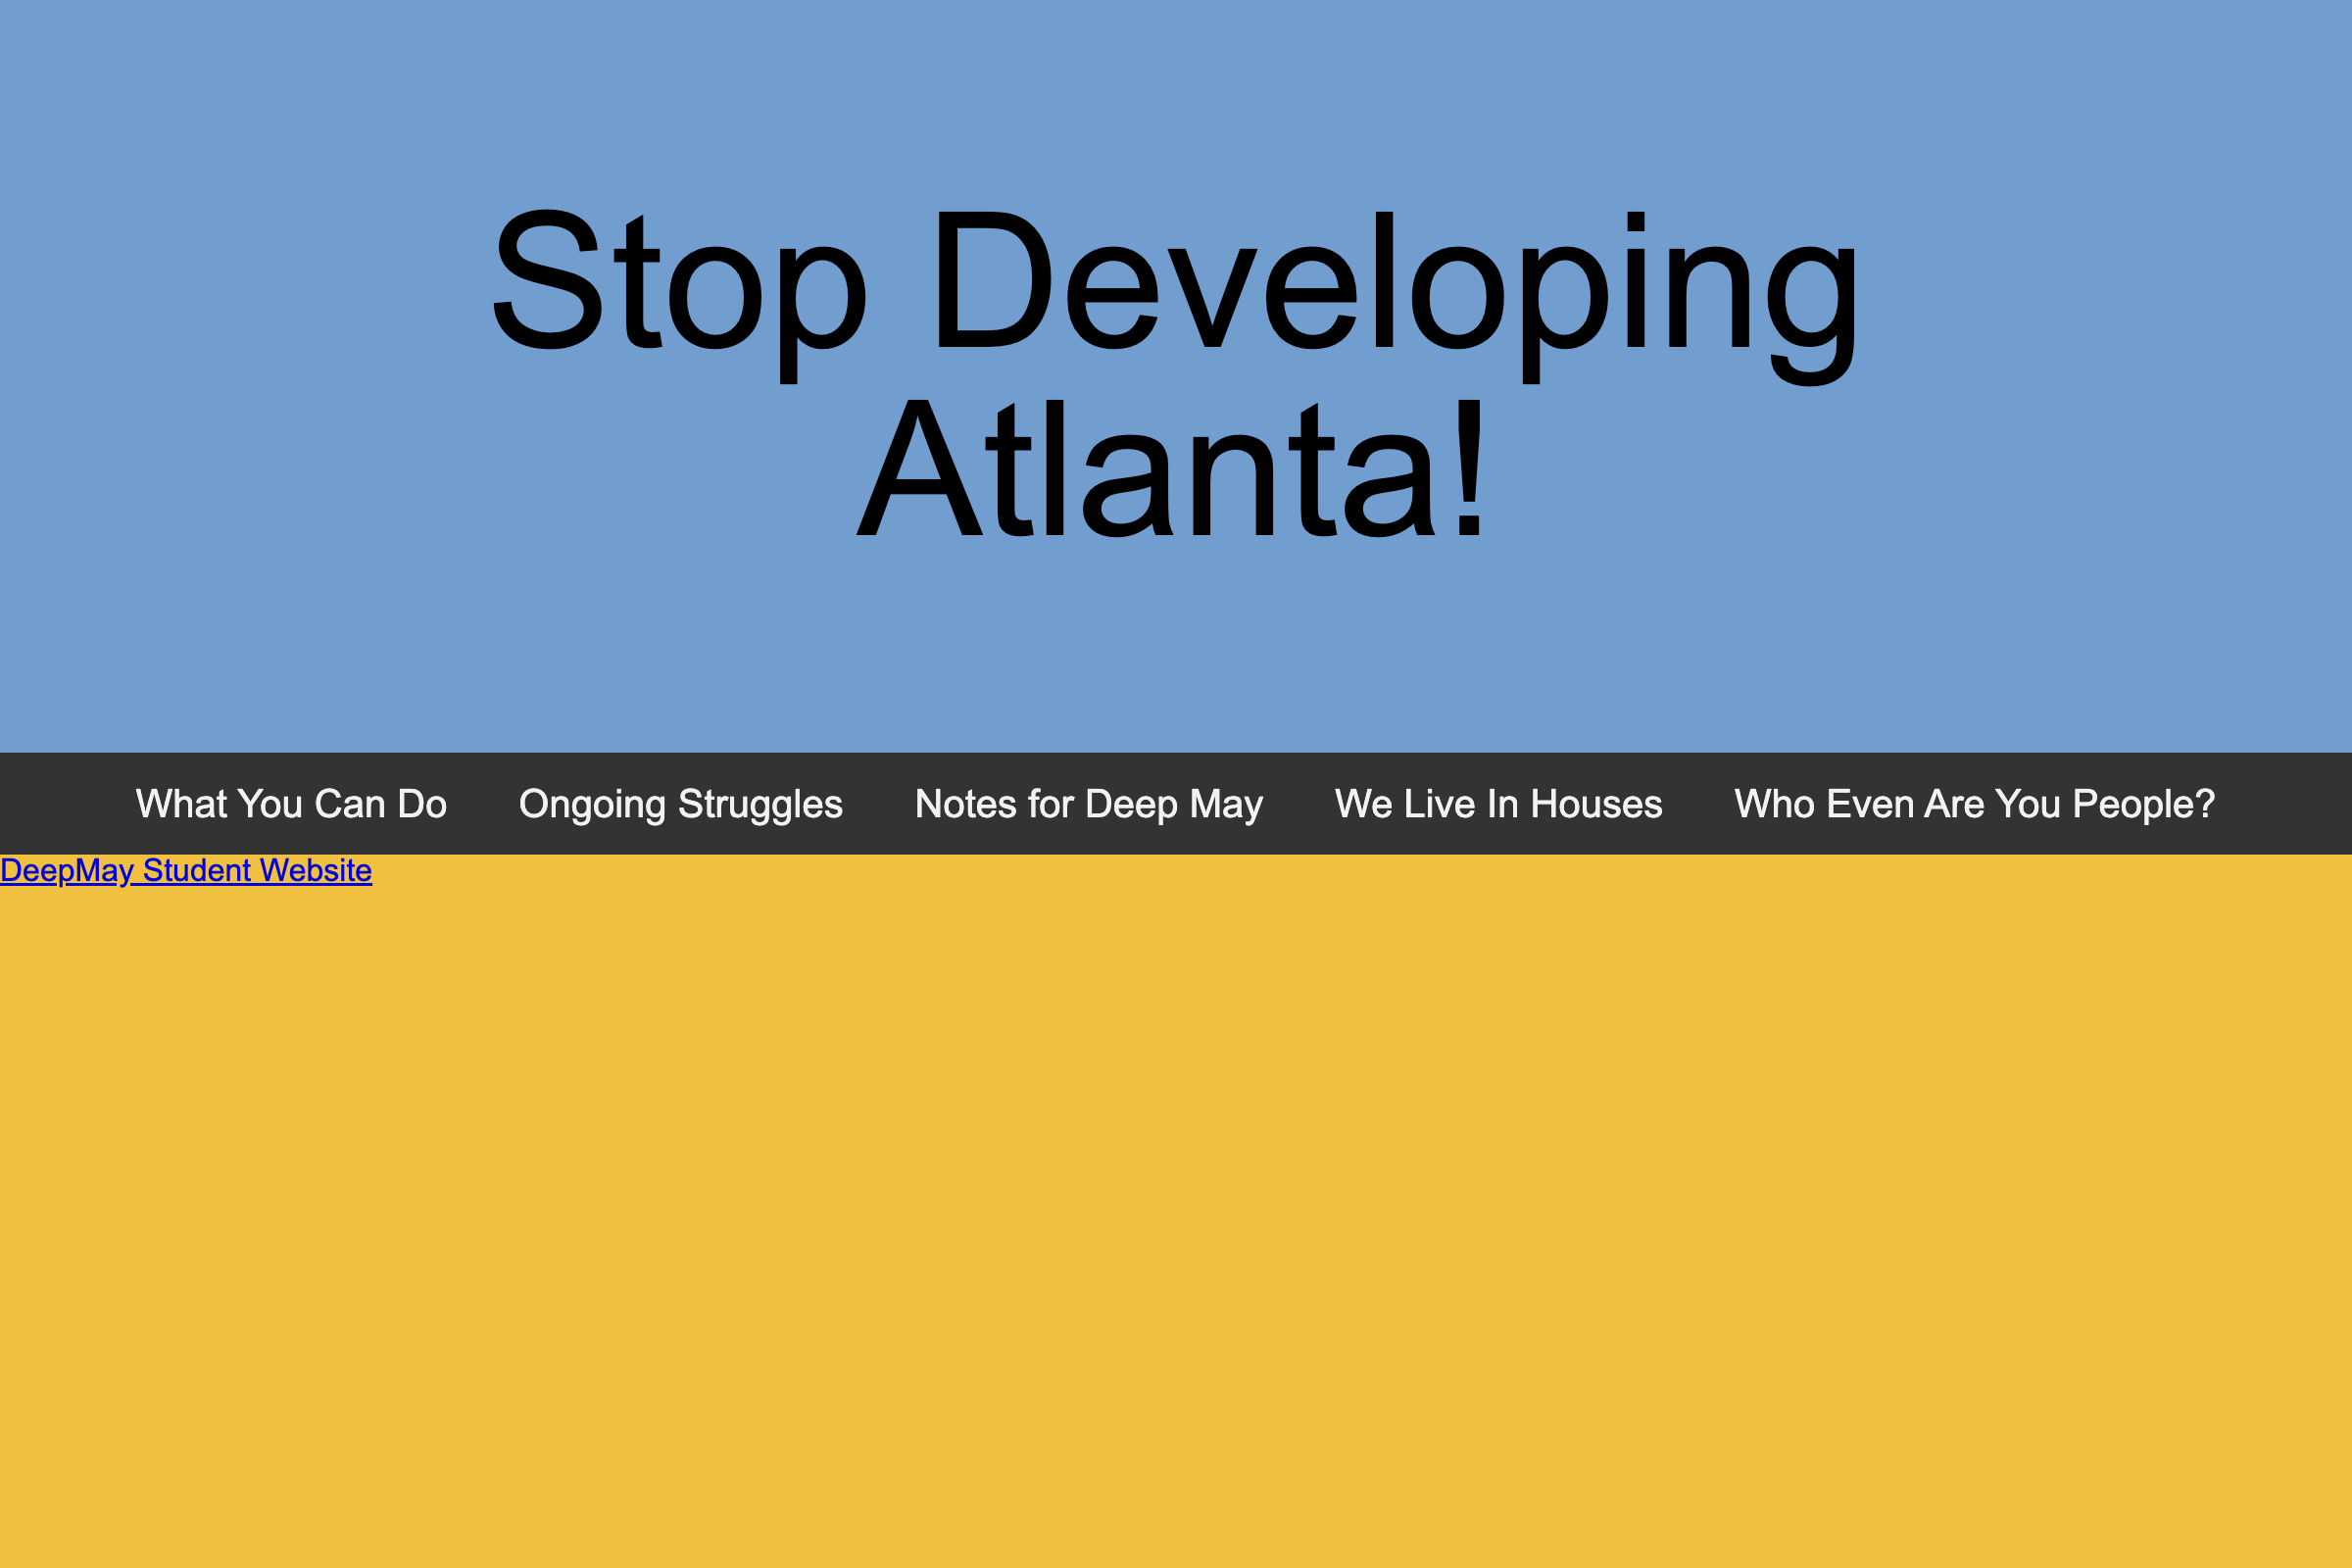 Stop Developing
Atlanta!
What You Can Do Ongoing Struggles Notes for Deep May We Live In Houses Who Even Are You People?
DeepMay Student Website